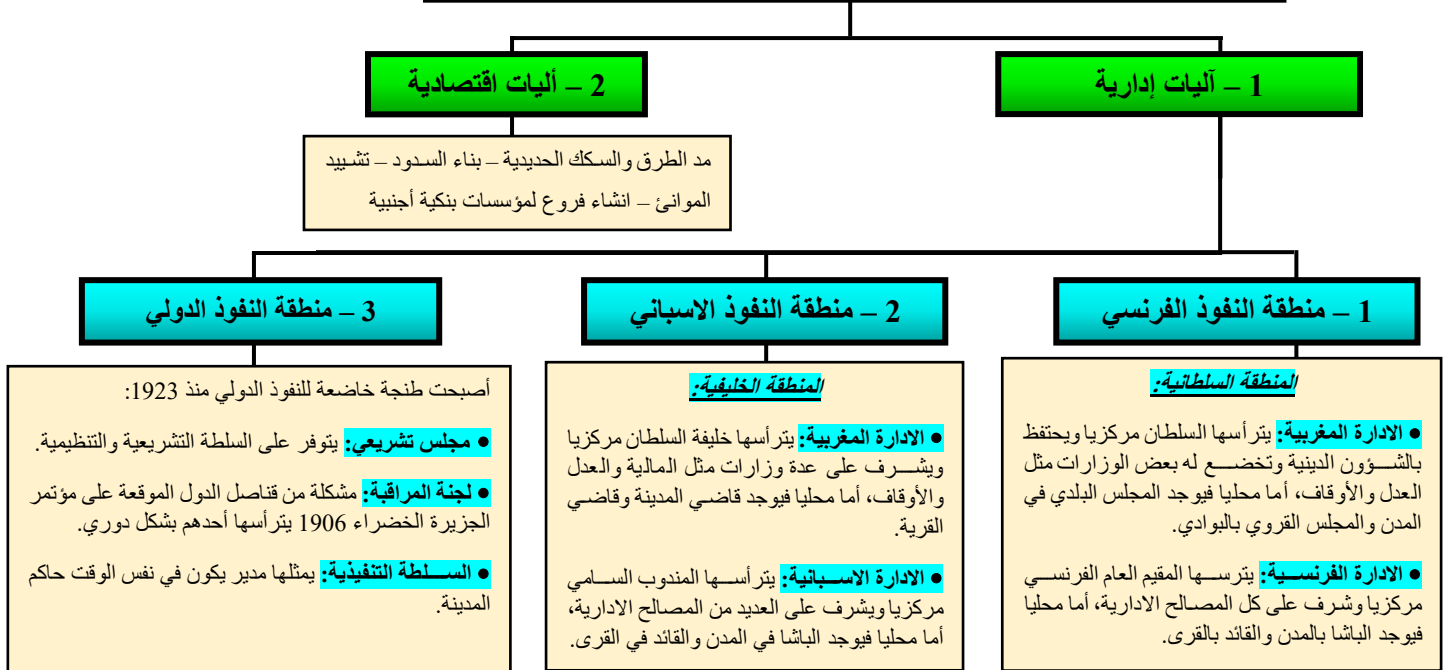 1 – آليات إدارية
2 – أليات اقتصادية
مد الطرق والسكك الحديدية – بناء السدود – تشييد
الموانئ – انشاء فروع لمؤسسات بنكية أجنبية
1 – منطقة النفوذ الفرنسي
2 – منطقة النفوذ الاسباني
3 – منطقة النفوذ الدولي
المنطقة السلطانية:
● الادارة المغربية: يترأسها السلطان مركزيا ويحتفظ
بالشؤون الدينية وتخضع له بعض الوزارات مثل
العدل والأوقاف، أما محليا فيوجد المجلس البلدي في
المدن والمجلس القروي بالبوادي.
● الادارة الفرنسية: يترسها المقيم العام الفرنسي
مركزيا وشرف على كل المصالح الادارية، أما محليا
فيوجد الباشا بالمدن والقائد بالقرى.
المنطقة الخليفية:
● الادارة المغربية: يترأسها خليفة السلطان مركزيا
ويشرف على عدة وزارات مثل المالية والعدل
والأوقاف، أما محليا فيوجد قاضي المدينة وقاضي
القرية.
● الادارة الاسبانية: يترأسها المندوب السامي
مركزيا ويشرف على العديد من المصالح الادارية،
أما محليا فيوجد الباشا في المدن والقائد في القرى.
أصبحت طنجة خاضعة للنفوذ الدولي منذ 1923:
● مجلس تشريعي: يتوفر على السلطة التشريعية والتنظيمية.
● لجنة المراقبة: مشكلة من قناصل الدول الموقعة على مؤتمر
الجزيرة الخضراء 1906 يترأسها أحدهم بشكل دوري.
● السلطة التنفيذية: يمثلها مدير يكون في نفس الوقت حاكم
المدينة.